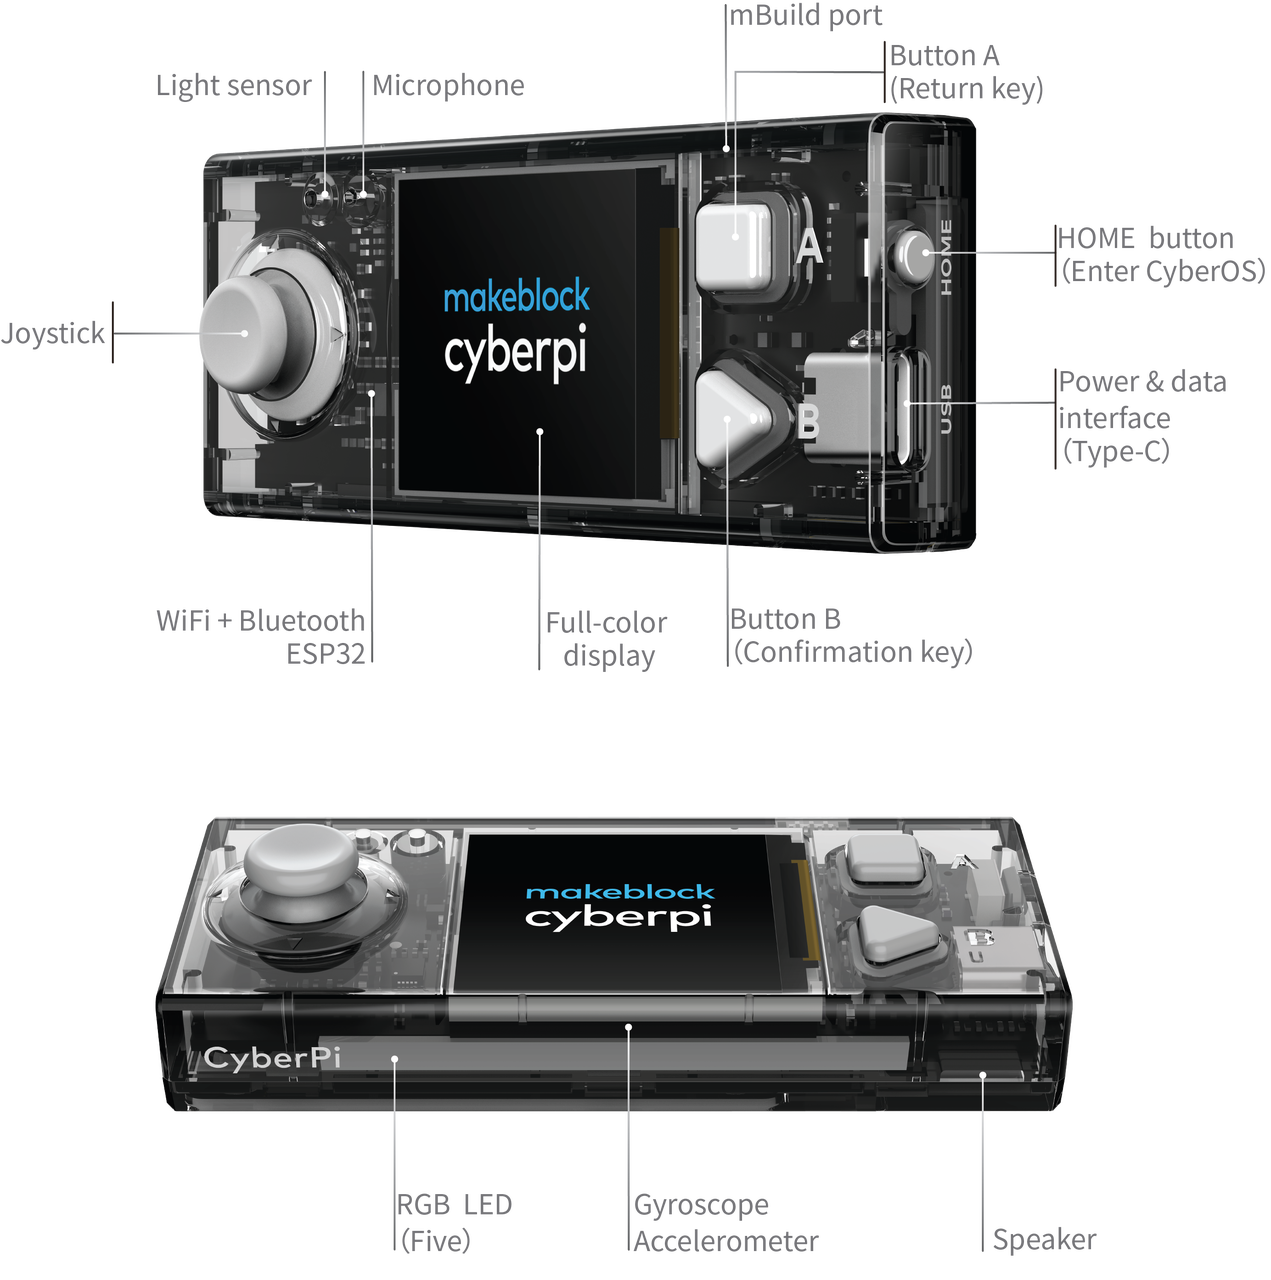 mBuild port
Button A
(Return key)
Light sensor
Microphone
A
HOME
HOME button
(Enter CyberOS)
makeblock
cyberpi
Joystick
Power & data
interface
(Type-C)
USB
B
WiFi + Bluetooth
ESP32
Full-color
display
Button B
(Confirmation key)
A
makeblock
cyberpi
CyberPi
RGB LED
(Five)
Gyroscope
Accelerometer
Speaker